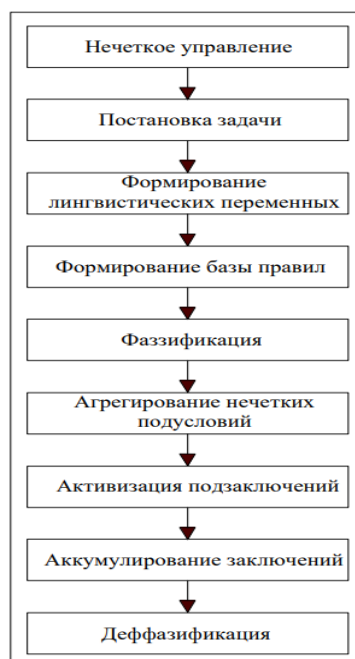 Нечеткое управление
Постановка задачи
Формирование
лингвистических переменных
Формирование базы правил
Фаззификация
Агрегирование нечетких
подусловий
Активизация подзаключений
Аккумулирование заключений
Деффазификация